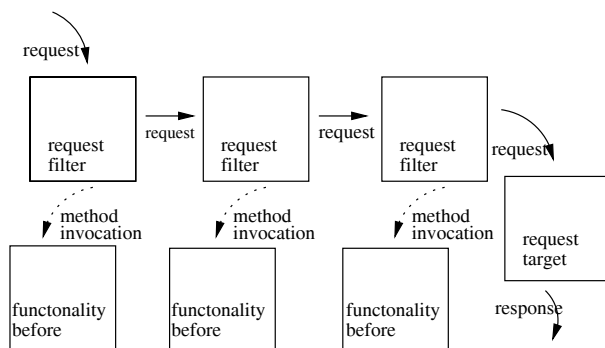 request
request
filter
request
request
filter
request
request
filter
request
method
invocation
method
invocation
method
invocation
request
target
functonality
before
functonality
before
functonality
before
response